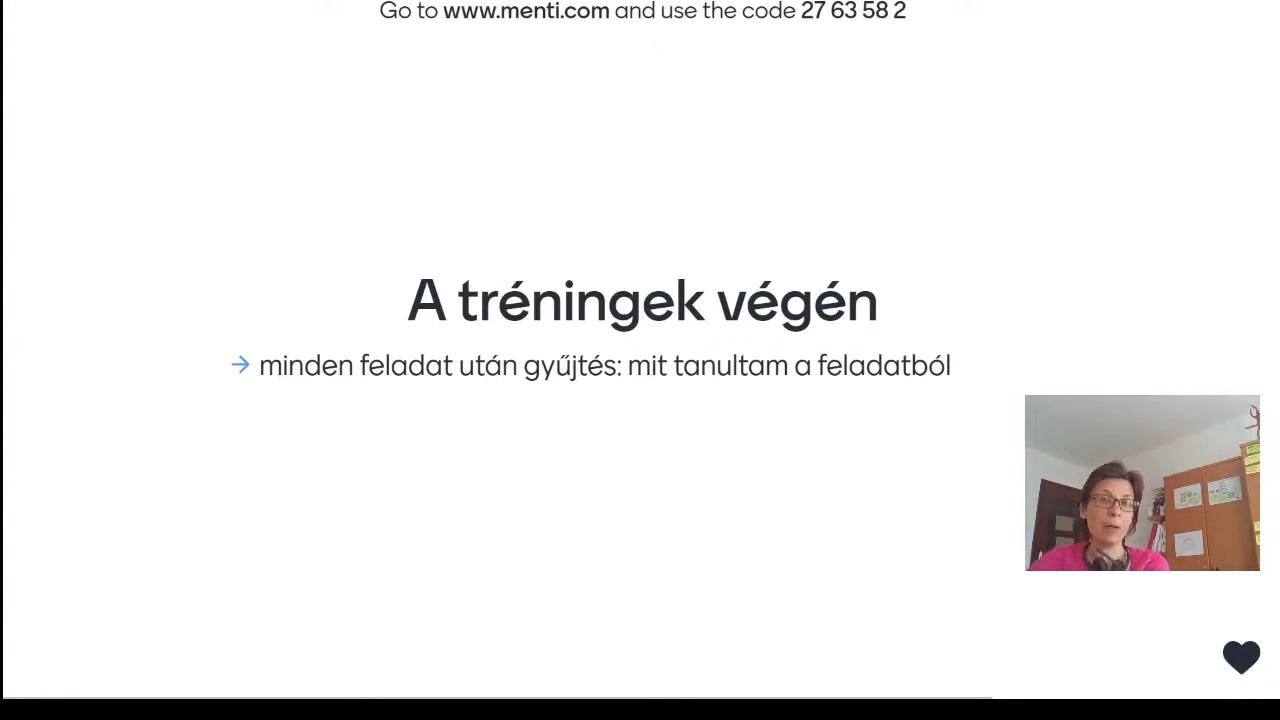 Go to www.menti.com and use the code 27 63 58 2
A tréningek végén
→ minden feladat után gyűjtés: mit tanultam a feladatból